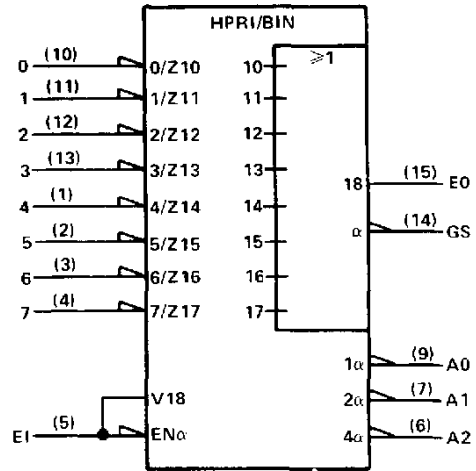 HPRI/BIN
≥1
0 (10) 0/Z10 10
1 (11) 1/Z11 11
2 (12) 2/Z12 12
3 (13) 3/Z13 13
18 (15) E0
4 (1) 4/Z14 14
α (14) GS
5 (2) 5/Z15 15
6 (3) 6/Z16 16
7 (4) 7/Z17 17
1α (9) A0
V18
2α (7) A1
EI (5) ENα
4α (6) A2